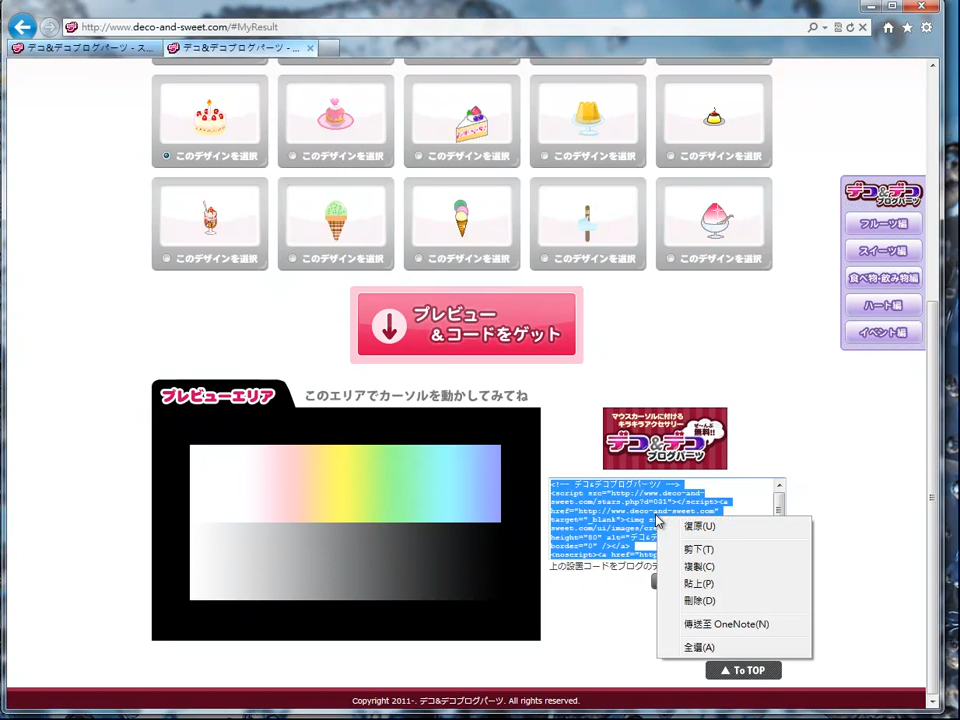 http://www.deco-and-sweet.com/#MyResult
デコ&デコブログパーツ - ス...
デコ&デコブログパーツ - ...
このデザインを選択
このデザインを選択
このデザインを選択
このデザインを選択
このデザインを選択
このデザインを選択
このデザインを選択
このデザインを選択
このデザインを選択
このデザインを選択
デコ&デコ
ブログパーツ
フルーツ編
スイーツ編
食べ物・飲み物編
ハート編
イベント編
プレビュー
&コードをゲット
プレビューエリア
このエリアでカーソルを動かしてみてね
マウスカーソルに付ける
キラキラアクセサリー
ぜ〜んぶ
無料!!
デコ&デコ
ブログパーツ
<!-- デコ&デコブログパーツ/ -->
<script src="http://www.deco-and-
sweet.com/stars.php?d=031"></script><a
href="http://www.deco-and-sweet.com"
target="_blank"><img s
sweet.com/ui/images/cre
height="80" alt="デコ&デ
border="0" /></a>
<noscript><a href="http
上の設置コードをブログのデ
復原(U)
剪下(T)
複製(C)
貼上(P)
刪除(D)
傳送至 OneNote(N)
全選(A)
▲ To TOP
Copyright 2011-. デコ&デコブログパーツ. All rights reserved.